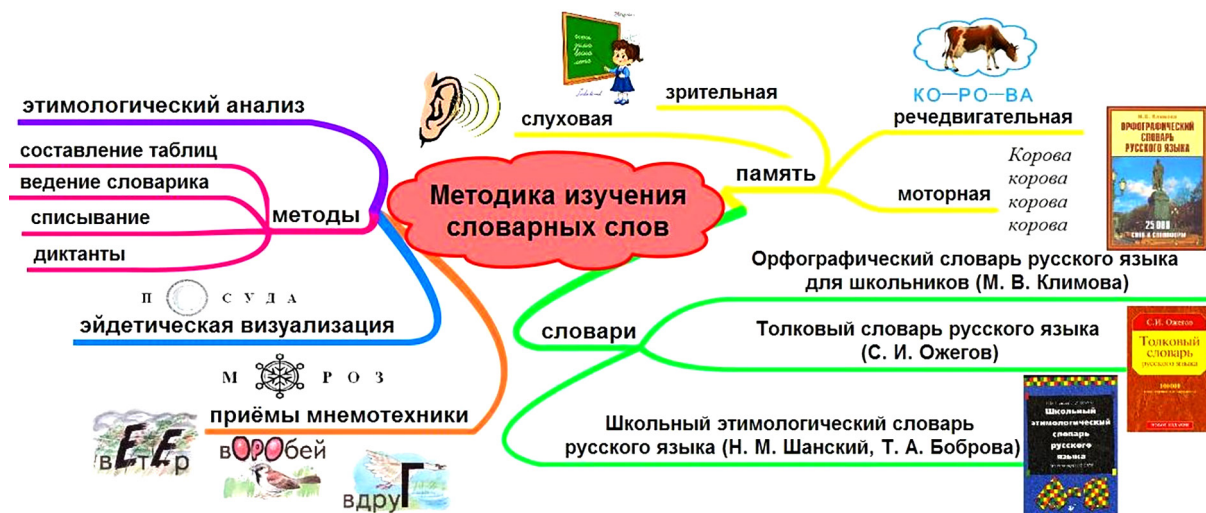 Методика изучения
словарных слов
этимологический анализ
составление таблиц
ведение словарика
списывание
диктанты
методы
П СУДА
эйдетическая визуализация
М РОЗ
приёмы мнемотехники
вЕтЕр
вОРОбей
вдруГ
слуховая
зрительная
память
КО—РО—ВА
речедвигательная
моторная
Корова
корова
корова
корова
ОРФОГРАФИЧЕСКИЙ
СЛОВАРЬ
РУССКОГО ЯЗЫКА
25 000
словари
Орфографический словарь русского языка
для школьников (М. В. Климова)
Толковый словарь русского языка
(С. И. Ожегов)
С.И. Ожегов
Толковый
словарь
русского языка
Школьный этимологический словарь
русского языка (Н. М. Шанский, Т. А. Боброва)
Школьный
этимологический
словарь
русского
языка